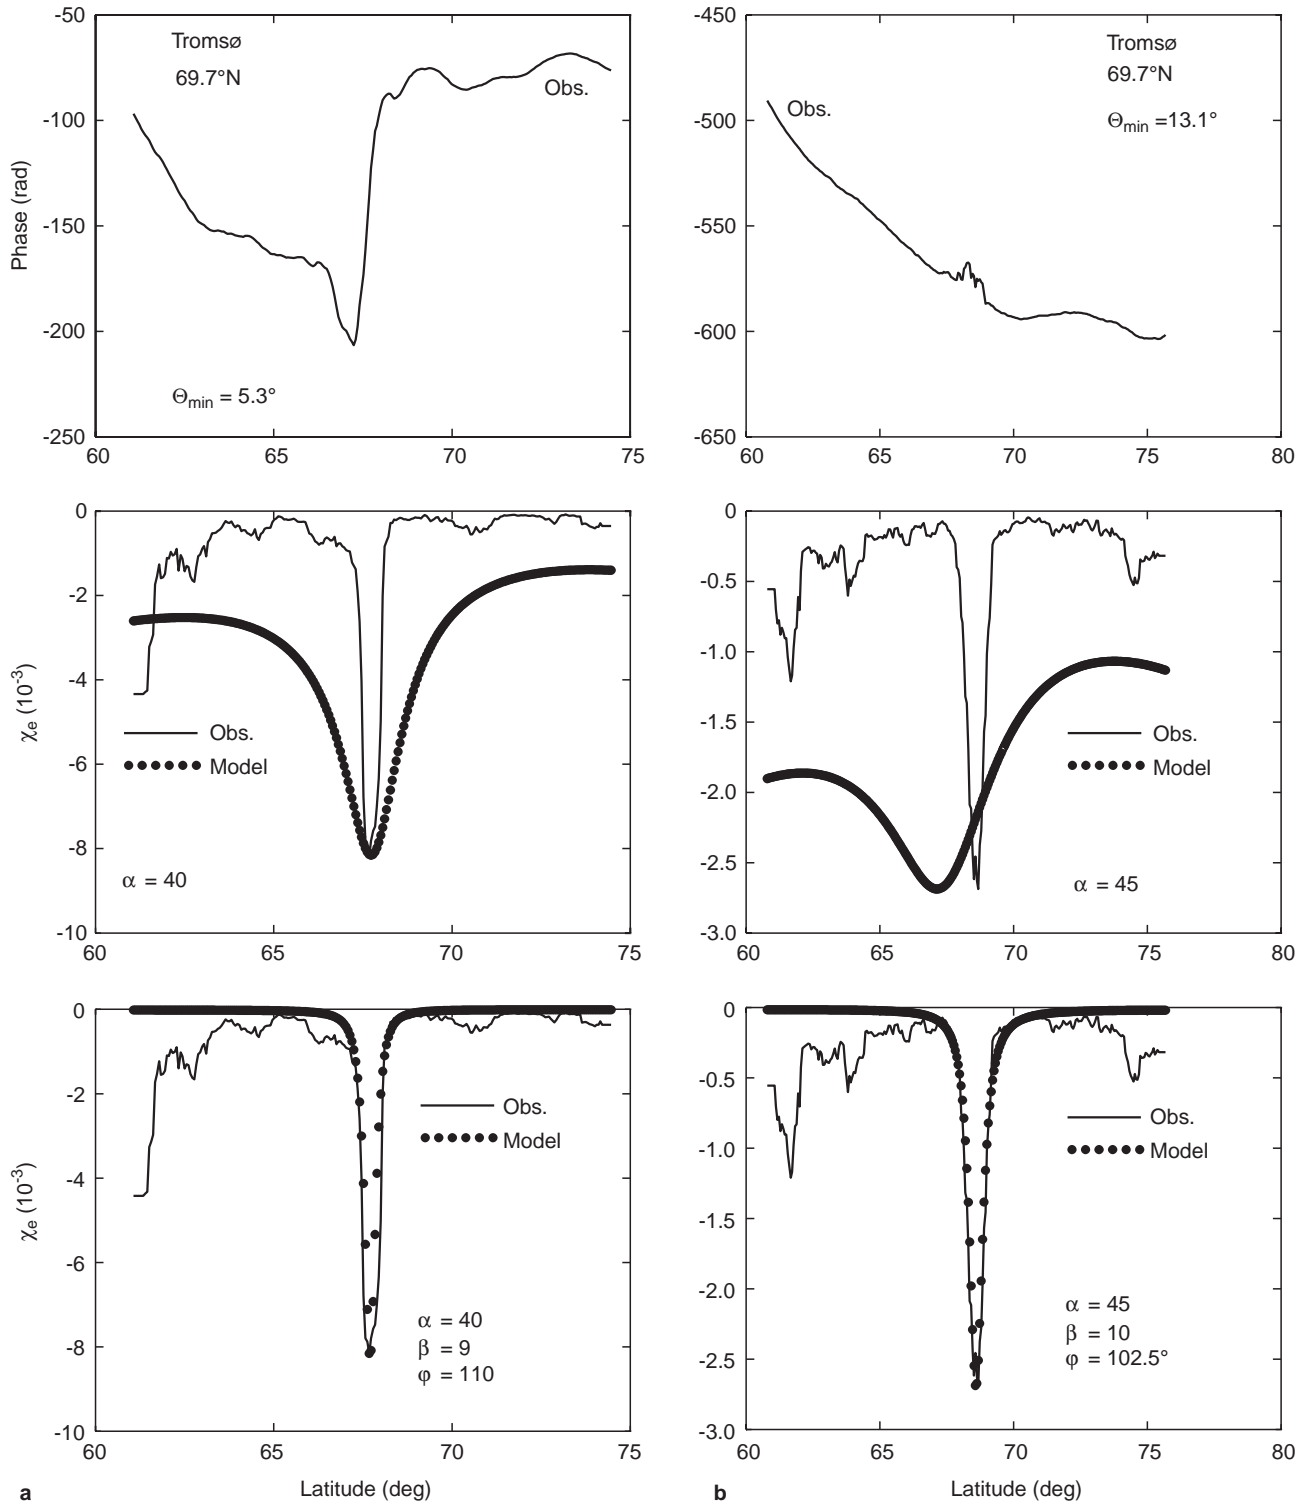 -50
-100
-150
-200
-250
Phase (rad)
Tromsø
69.7°N
Obs.
Θmin = 5.3°
60 65 70 75
-450
-500
-550
-600
-650
Tromsø
69.7°N
Θmin =13.1°
Obs.
60 65 70 75 80
0
-2
-4
-6
-8
-10
χe (10-3)
Obs.
Model
α = 40
60 65 70 75
0
-0.5
-1.0
-1.5
-2.0
-2.5
-3.0
Obs.
Model
α = 45
60 65 70 75 80
0
-2
-4
-6
-8
-10
χe (10-3)
Obs.
Model
α = 40
β = 9
φ = 110
60 65 70 75
Latitude (deg)
a
0
-0.5
-1.0
-1.5
-2.0
-2.5
-3.0
Obs.
Model
α = 45
β = 10
φ = 102.5°
60 65 70 75 80
Latitude (deg)
b